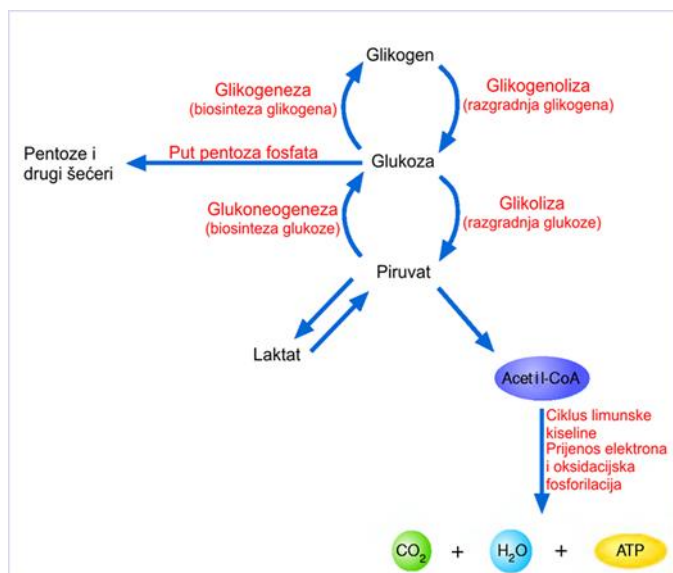 Glikogen
Glikogeneza
(biosinteza glikogena)
Glikogenoliza
(razgradnja glikogena)
Pentoze i
drugi šećeri
Put pentoza fosfata
Glukoza
Glukoneogeneza
(biosinteza glukoze)
Glikoliza
(razgradnja glukoze)
Piruvat
Laktat
Acetil-CoA
Ciklus limunske
kiseline
Prijenos elektrona
i oksidacijska
fosforilacija
CO₂ + H₂O + ATP